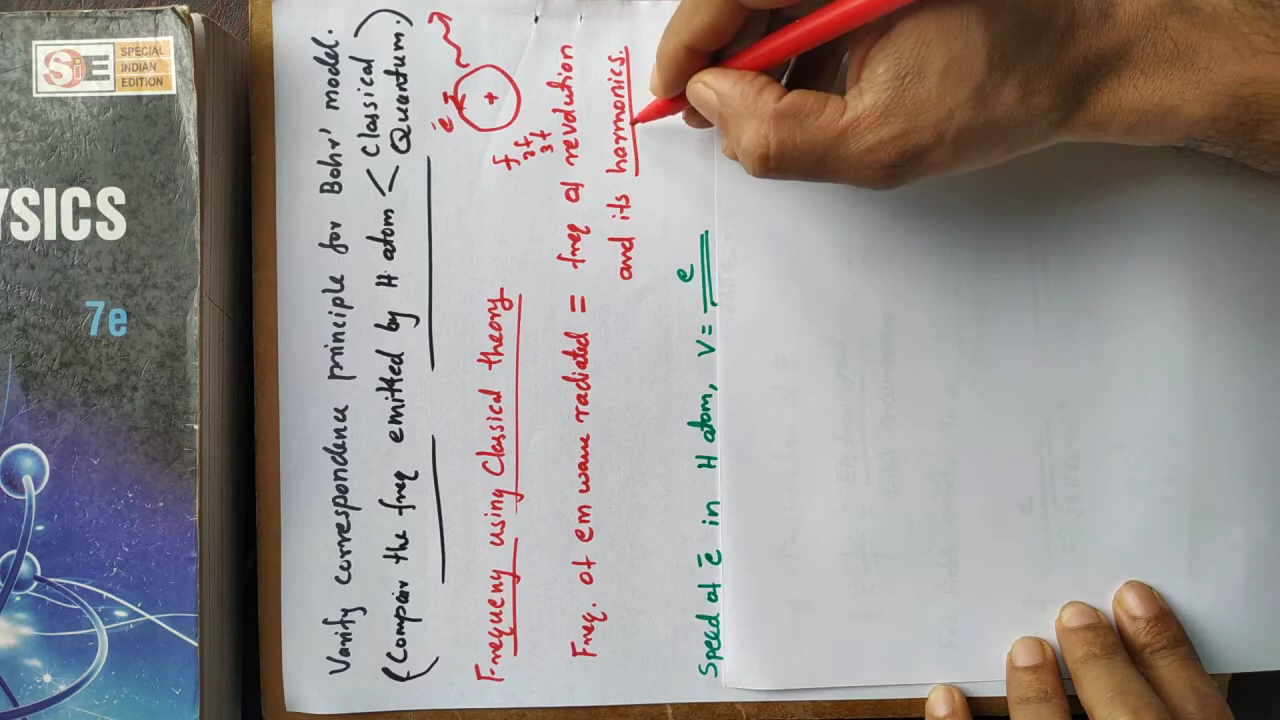 SiE SPECIAL INDIAN EDITION
YSICS
7e
Varify correspondence principle for Bohr' model.
(Compair the freq emitted by H atom < Classical
Quantum.)
Frequency using Classical theory
e⁻
+
f
2f
3f
Freq. of em wave radiated = freq of revolution
and its harmonics.
Speed of e⁻ in H atom, v = e